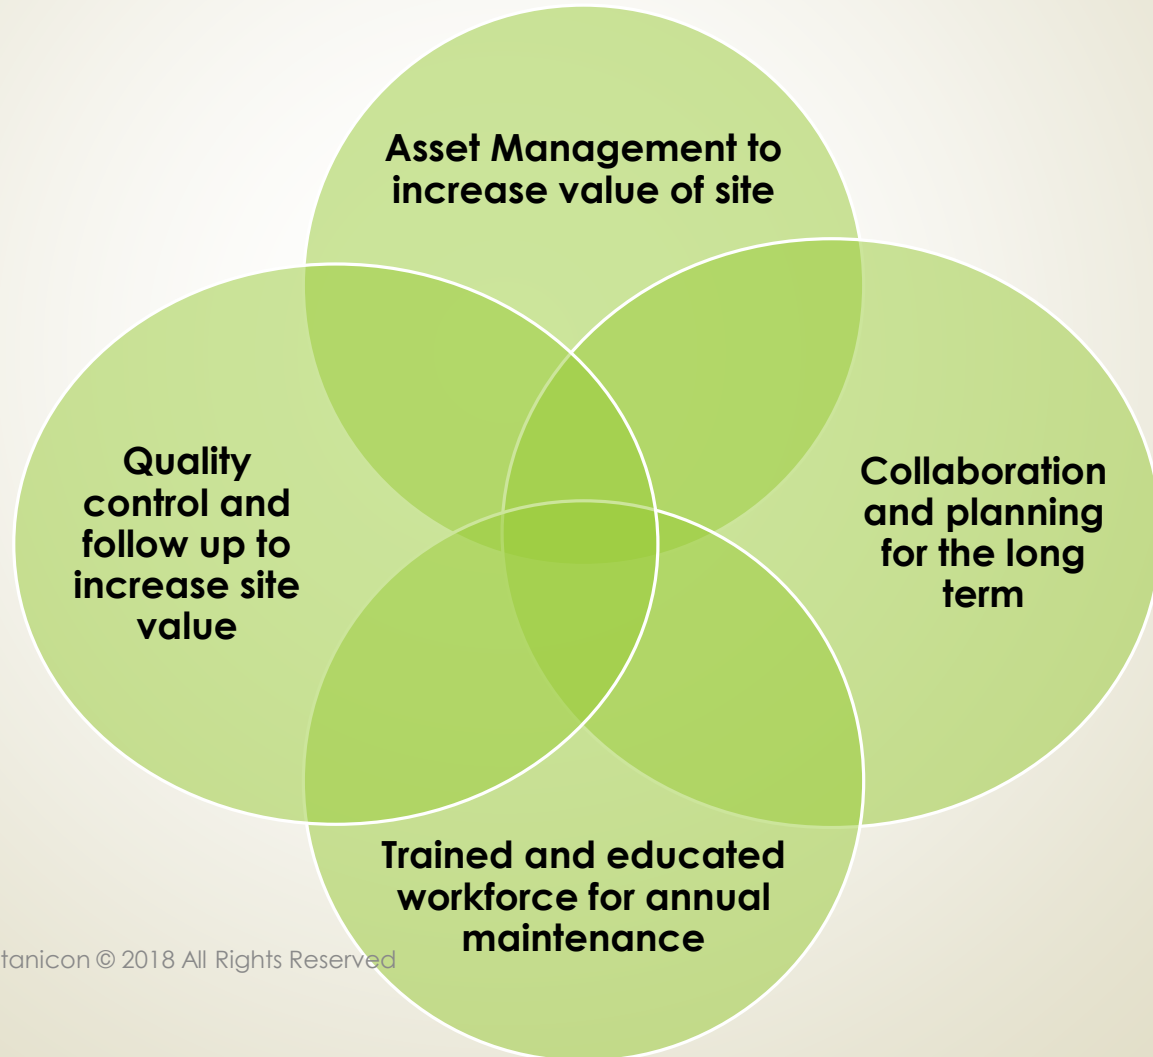 Asset Management to
increase value of site
Quality
control and
follow up to
increase site
value
Collaboration
and planning
for the long
term
Trained and educated
workforce for annual
maintenance
tanicon © 2018 All Rights Reserved